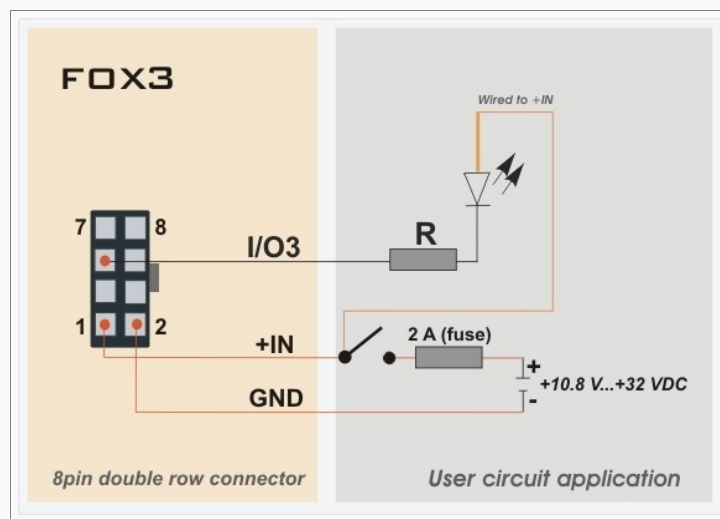 FOX3
Wired to +IN
7 8
I/O3
R
1 2
+IN
2 A (fuse)
+
+10.8 V...+32 VDC
-
GND
8pin double row connector
User circuit application